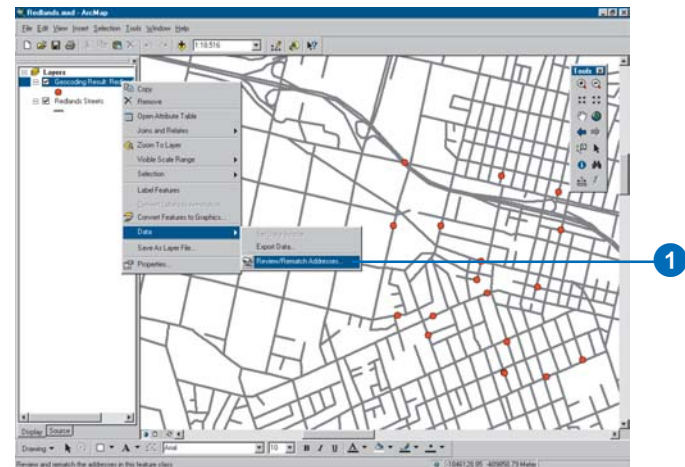 Redlands.mxd - ArcMap
File Edit View Insert Selection Tools Window Help
1:18,516
Layers
Geocoding Result: Redlan
Redlands Streets
Copy
Remove
Open Attribute Table
Joins and Relates
Zoom To Layer
Visible Scale Range
Selection
Label Features
Convert Features to Graphics...
Data
Save As Layer File...
Properties...
Export Data...
Review/Rematch Addresses...
1
Tools
Display Source
Drawing
Arial
10
B I U A
Review and rematch the addresses in this feature class